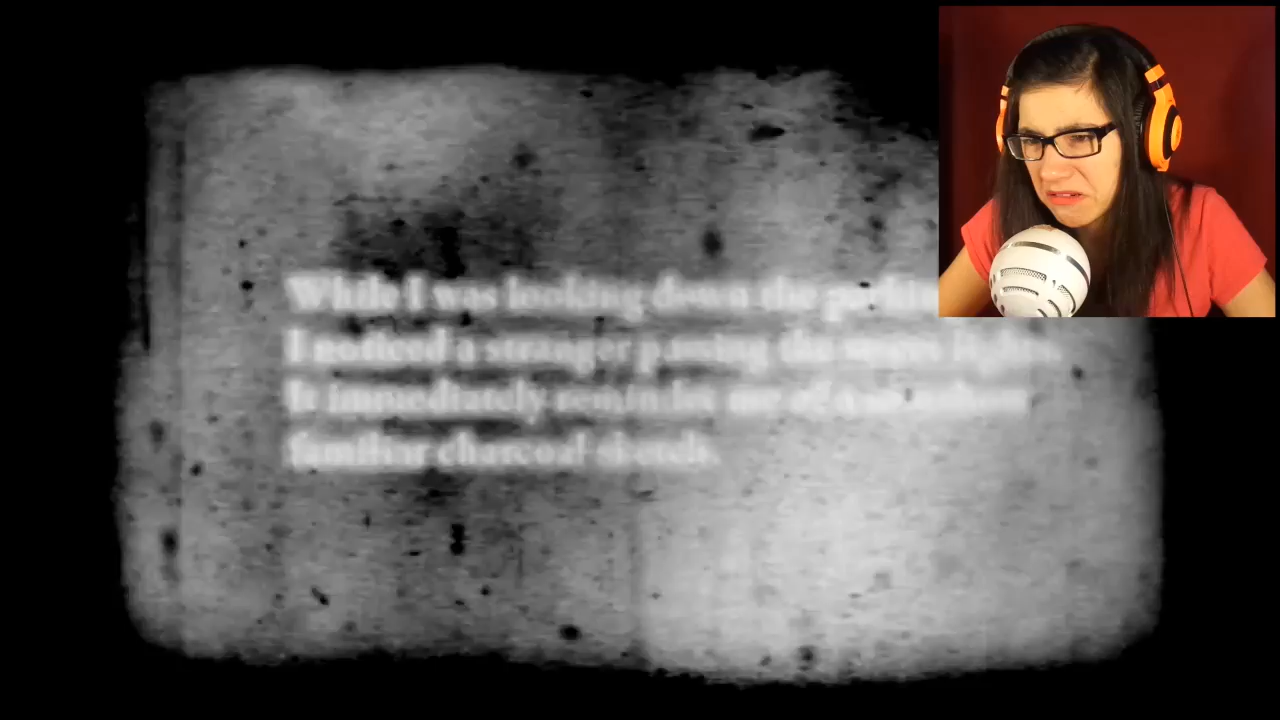 While I was looking down the
I noticed a stranger passing the street lights.
It immediately reminded me of
familiar charcoal sketch.